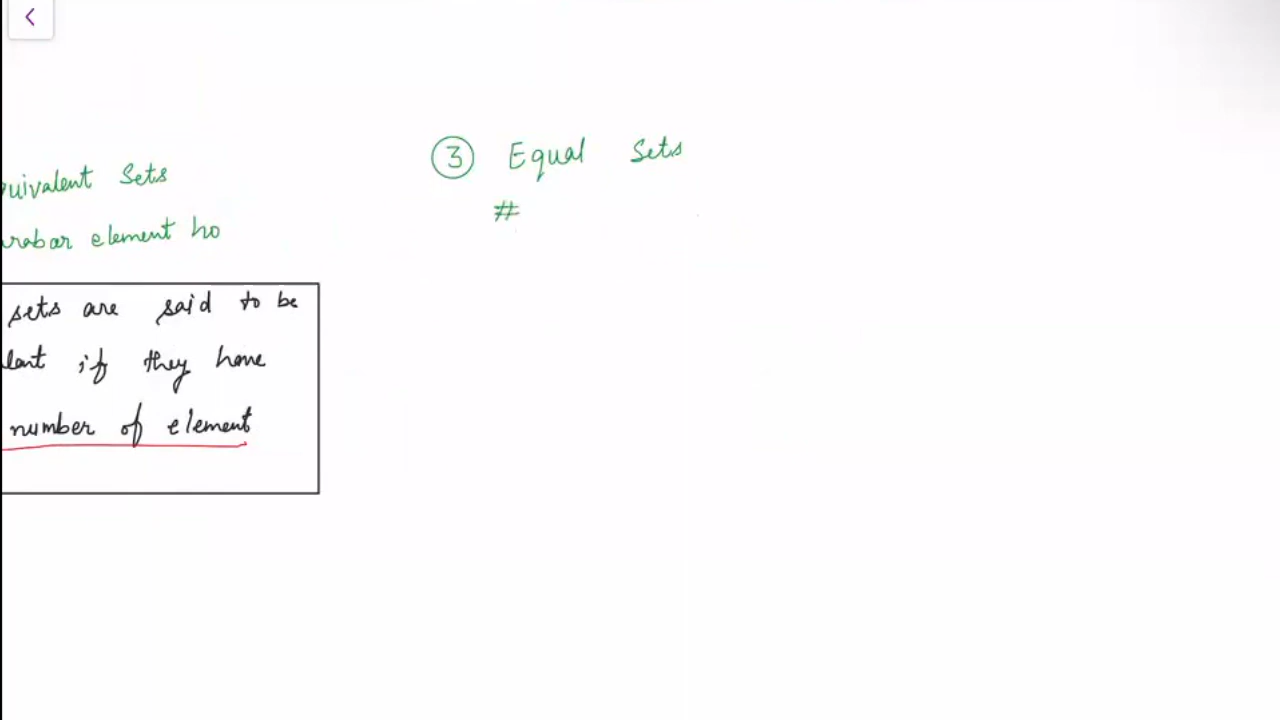 uivalent Sets
rabar element ho
sets are said to be
lent if they have
number of element
③ Equal Sets
#